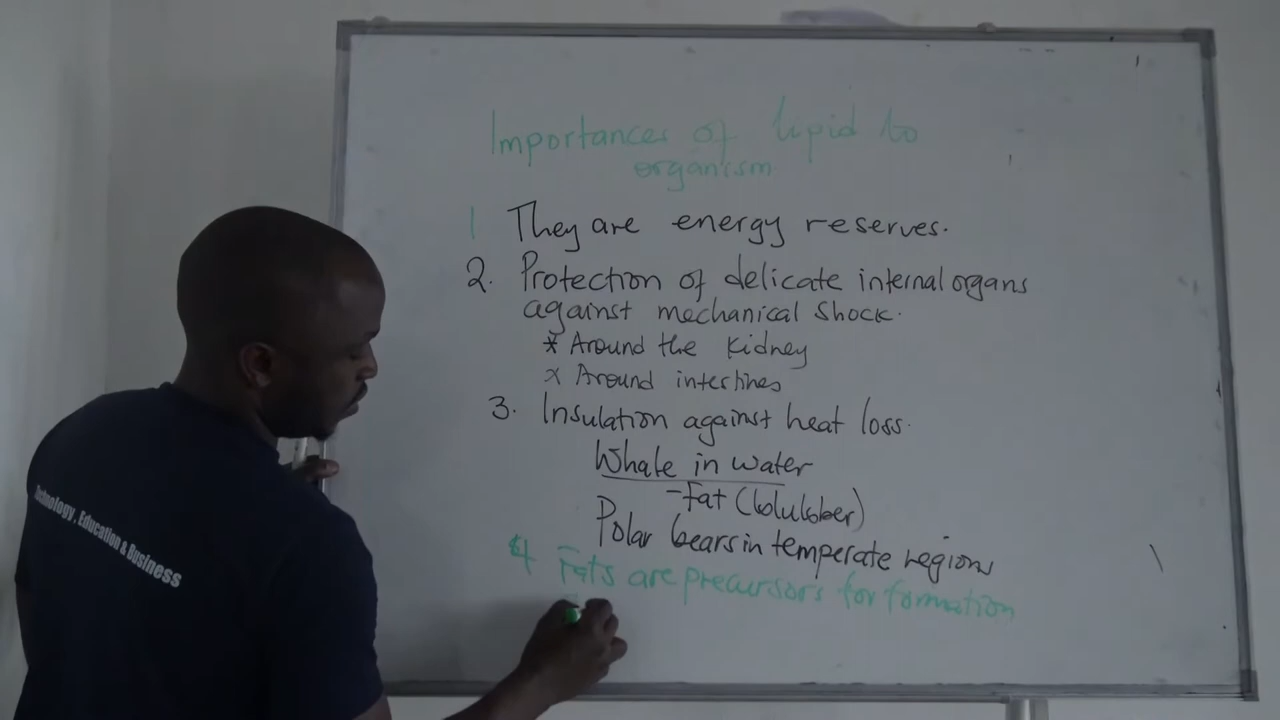 Importances of lipid to
organism
1 They are energy reserves.
2. Protection of delicate internal organs
against mechanical shock.
* Around the Kidney
x Around intestines
3. Insulation against heat loss.
Whale in water
- Fat (blubber)
Polar bears in temperate regions
4 Fats are precursors for formation
Technology, Education & Business